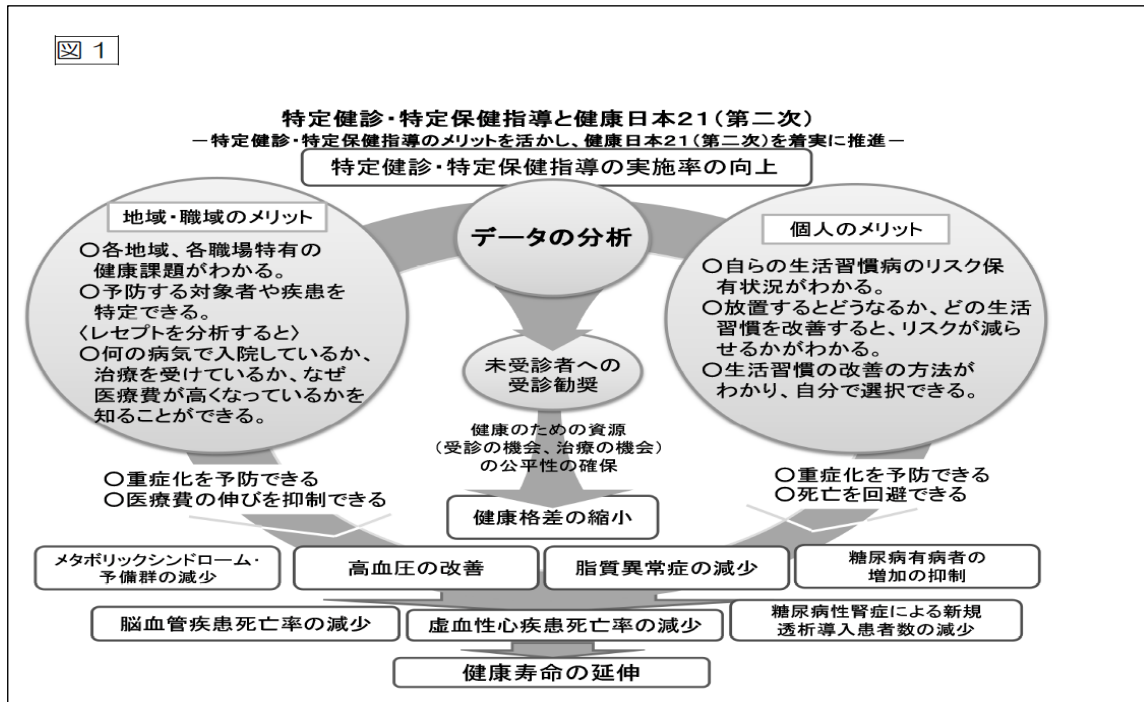 図１
特定健診・特定保健指導と健康日本２１（第二次）
－特定健診・特定保健指導のメリットを活かし、健康日本２１（第二次）を着実に推進－
特定健診・特定保健指導の実施率の向上
地域・職域のメリット
〇各地域、各職場特有の
健康課題がわかる。
〇予防する対象者や疾患を
特定できる。
〈レセプトを分析すると〉
〇何の病気で入院しているか、
治療を受けているか、なぜ
医療費が高くなっているかを
知ることができる。
〇重症化を予防できる
〇医療費の伸びを抑制できる
データの分析
未受診者への
受診勧奨
健康のための資源
（受診の機会、治療の機会）
の公平性の確保
健康格差の縮小
個人のメリット
〇自らの生活習慣病のリスク保
有状況がわかる。
〇放置するとどうなるか、どの生活
習慣を改善すると、リスクが減ら
せるかがわかる。
〇生活習慣の改善の方法が
わかり、自分で選択できる。
〇重症化を予防できる
〇死亡を回避できる
メタボリックシンドローム・
予備群の減少
高血圧の改善
脂質異常症の減少
糖尿病有病者の
増加の抑制
脳血管疾患死亡率の減少
虚血性心疾患死亡率の減少
糖尿病性腎症による新規
透析導入患者数の減少
健康寿命の延伸